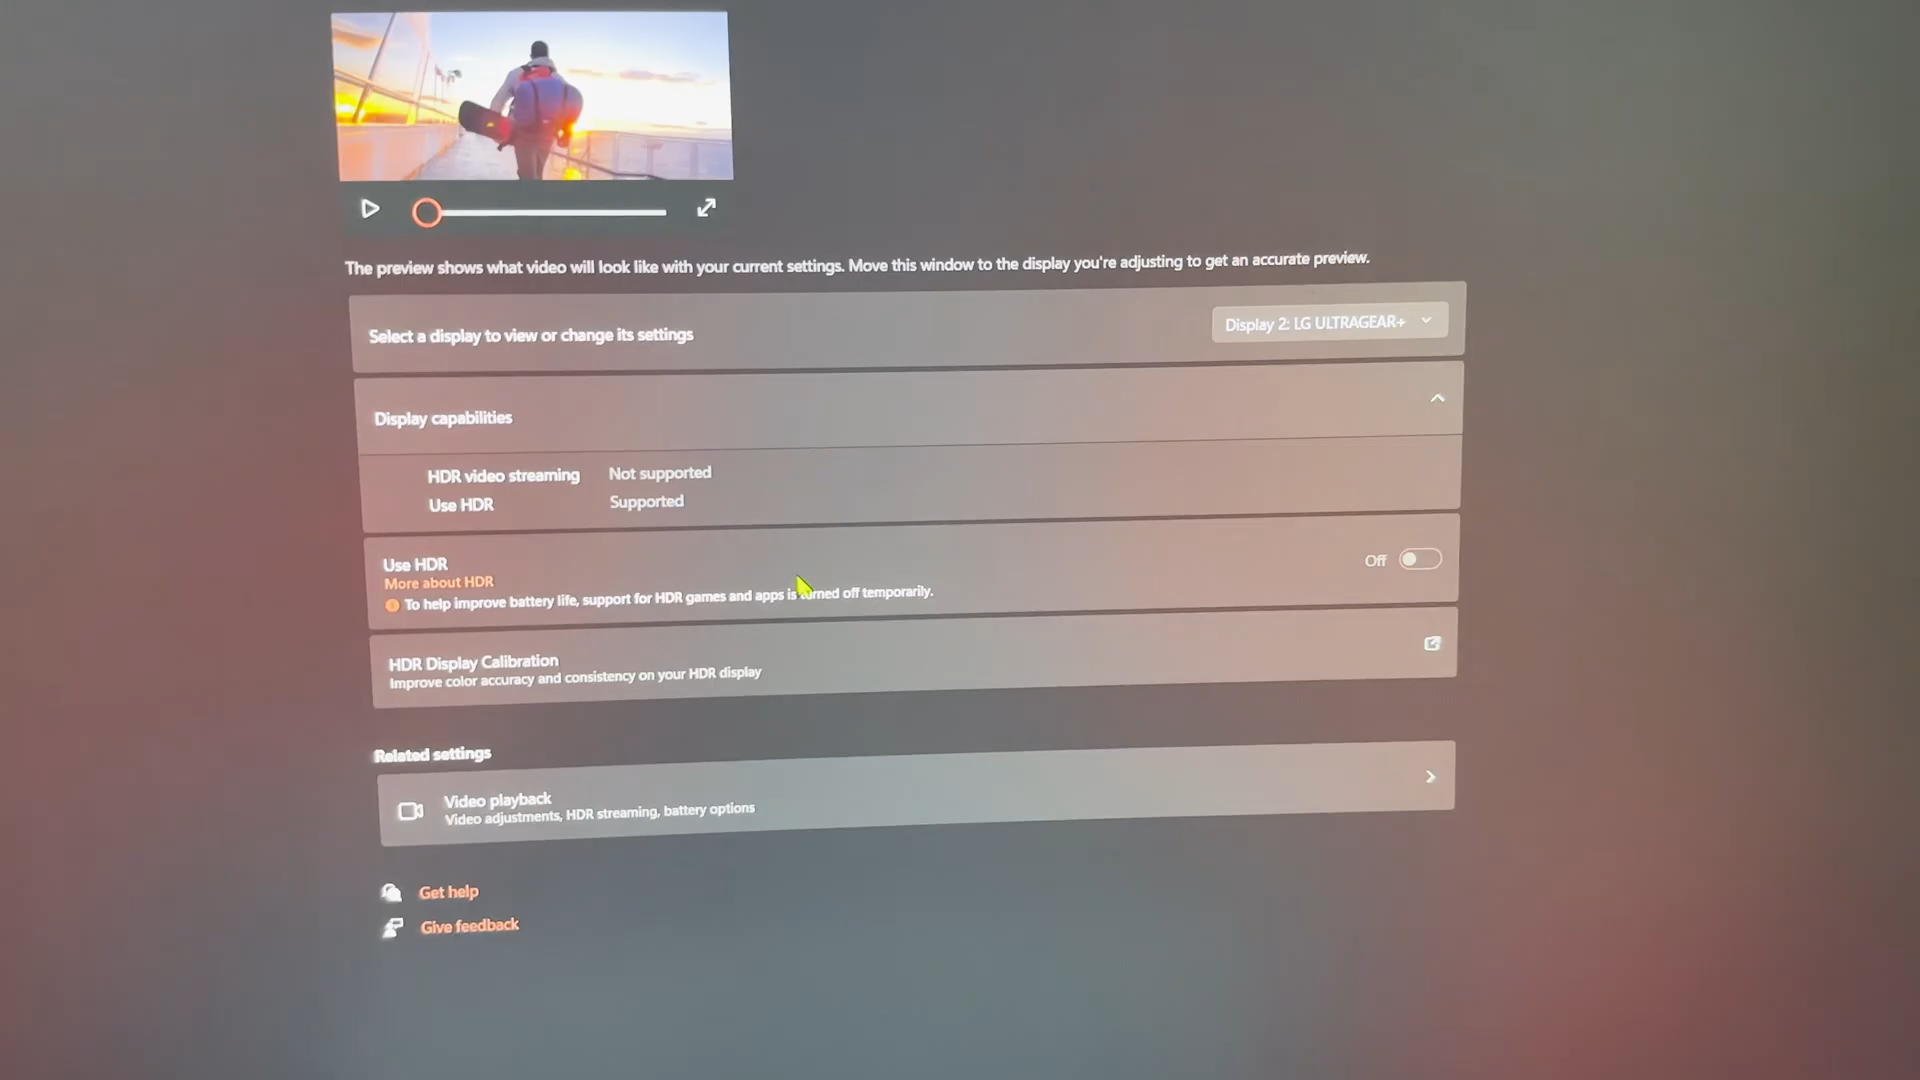 The preview shows what video will look like with your current settings. Move this window to the display you're adjusting to get an accurate preview.
Select a display to view or change its settings
Display 2: LG ULTRAGEAR+
Display capabilities
HDR video streaming Not supported
Use HDR Supported
Use HDR
Off
More about HDR
To help improve battery life, support for HDR games and apps is turned off temporarily.
HDR Display Calibration
Improve color accuracy and consistency on your HDR display
Related settings
Video playback
Video adjustments, HDR streaming, battery options
Get help
Give feedback